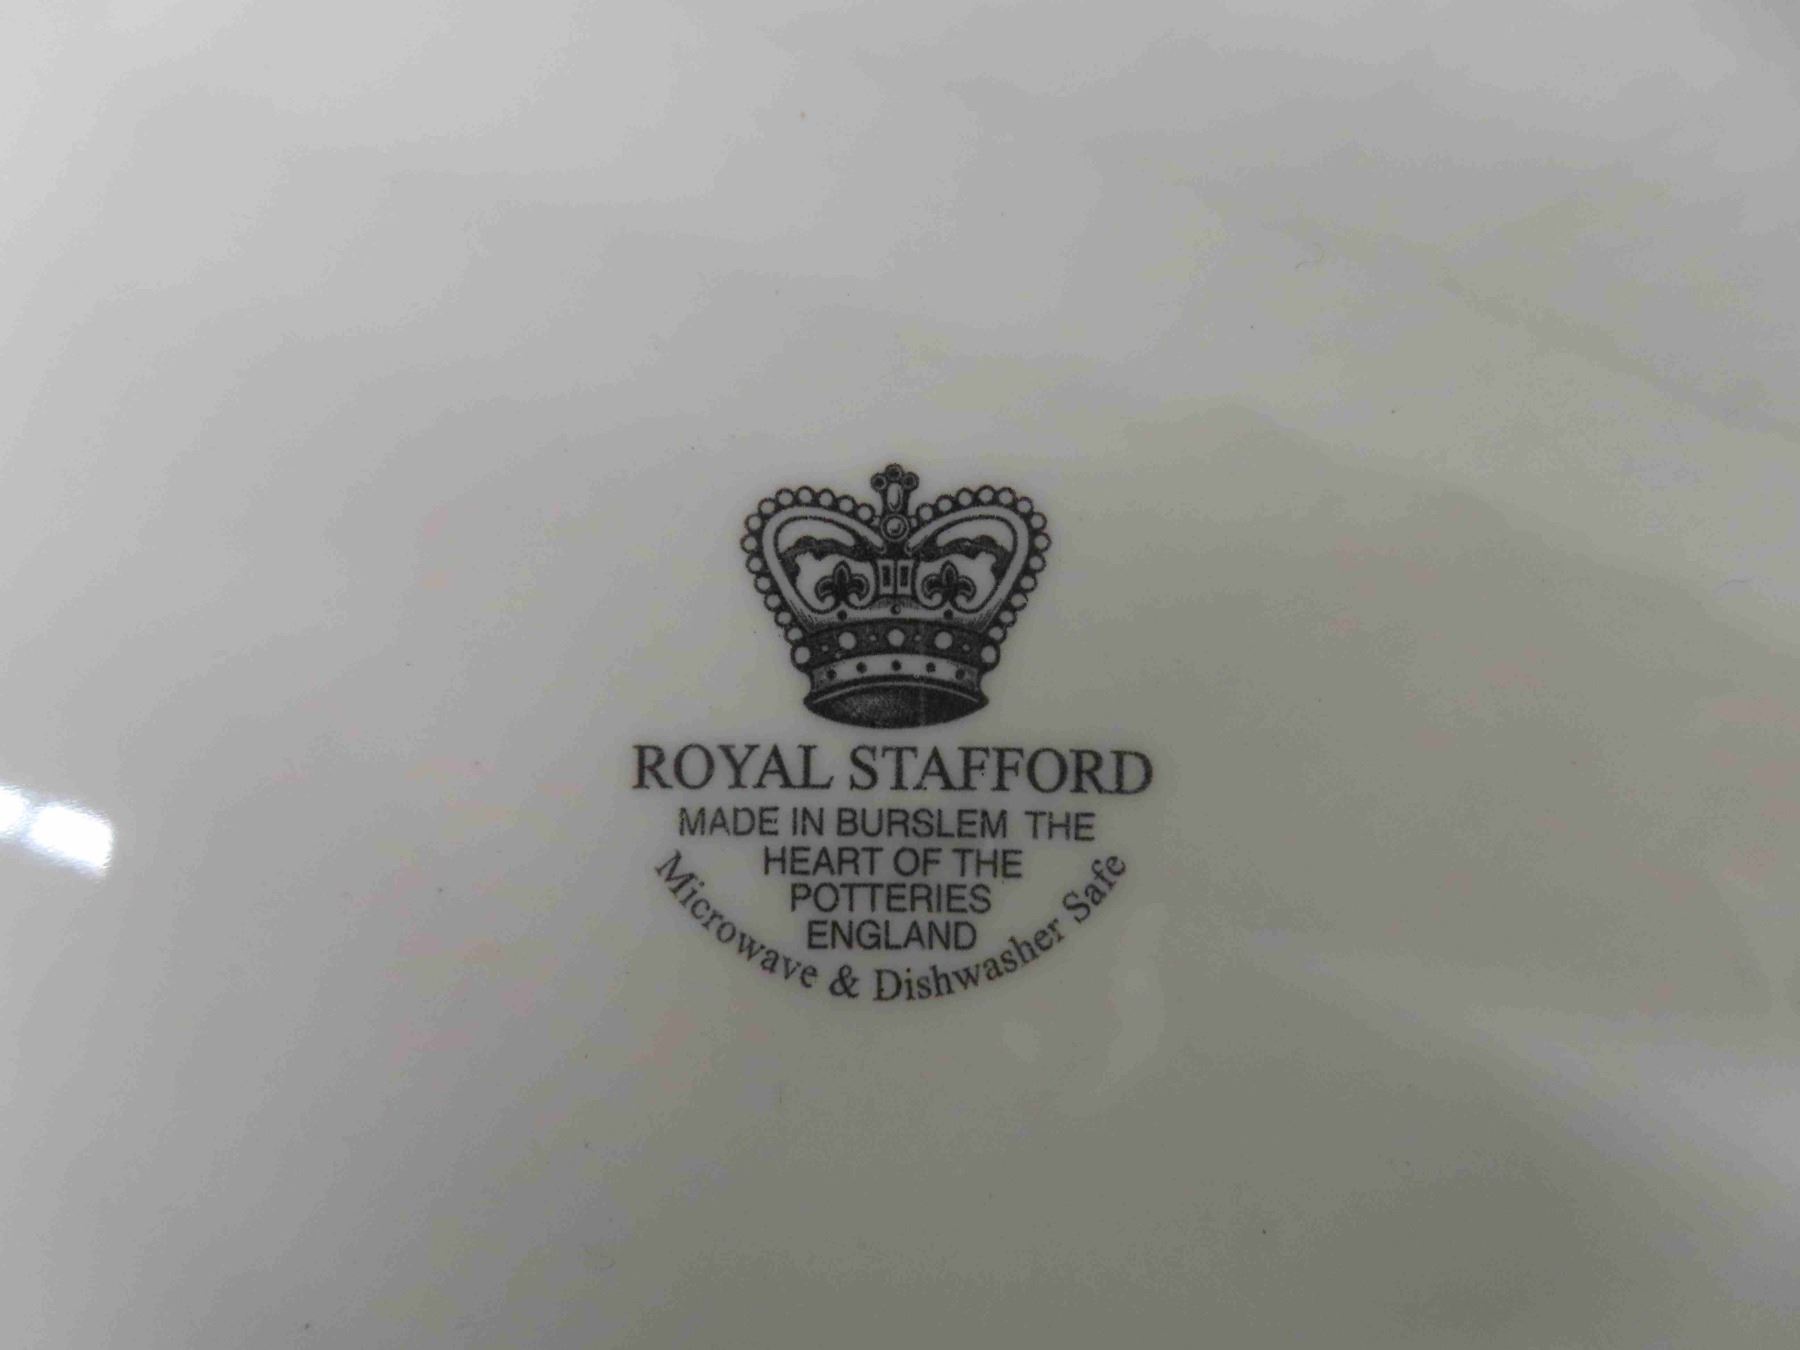 ROYAL STAFFORD
MADE IN BURSLEM THE
HEART OF THE
POTTERIES
ENGLAND
Microwave & Dishwasher Safe